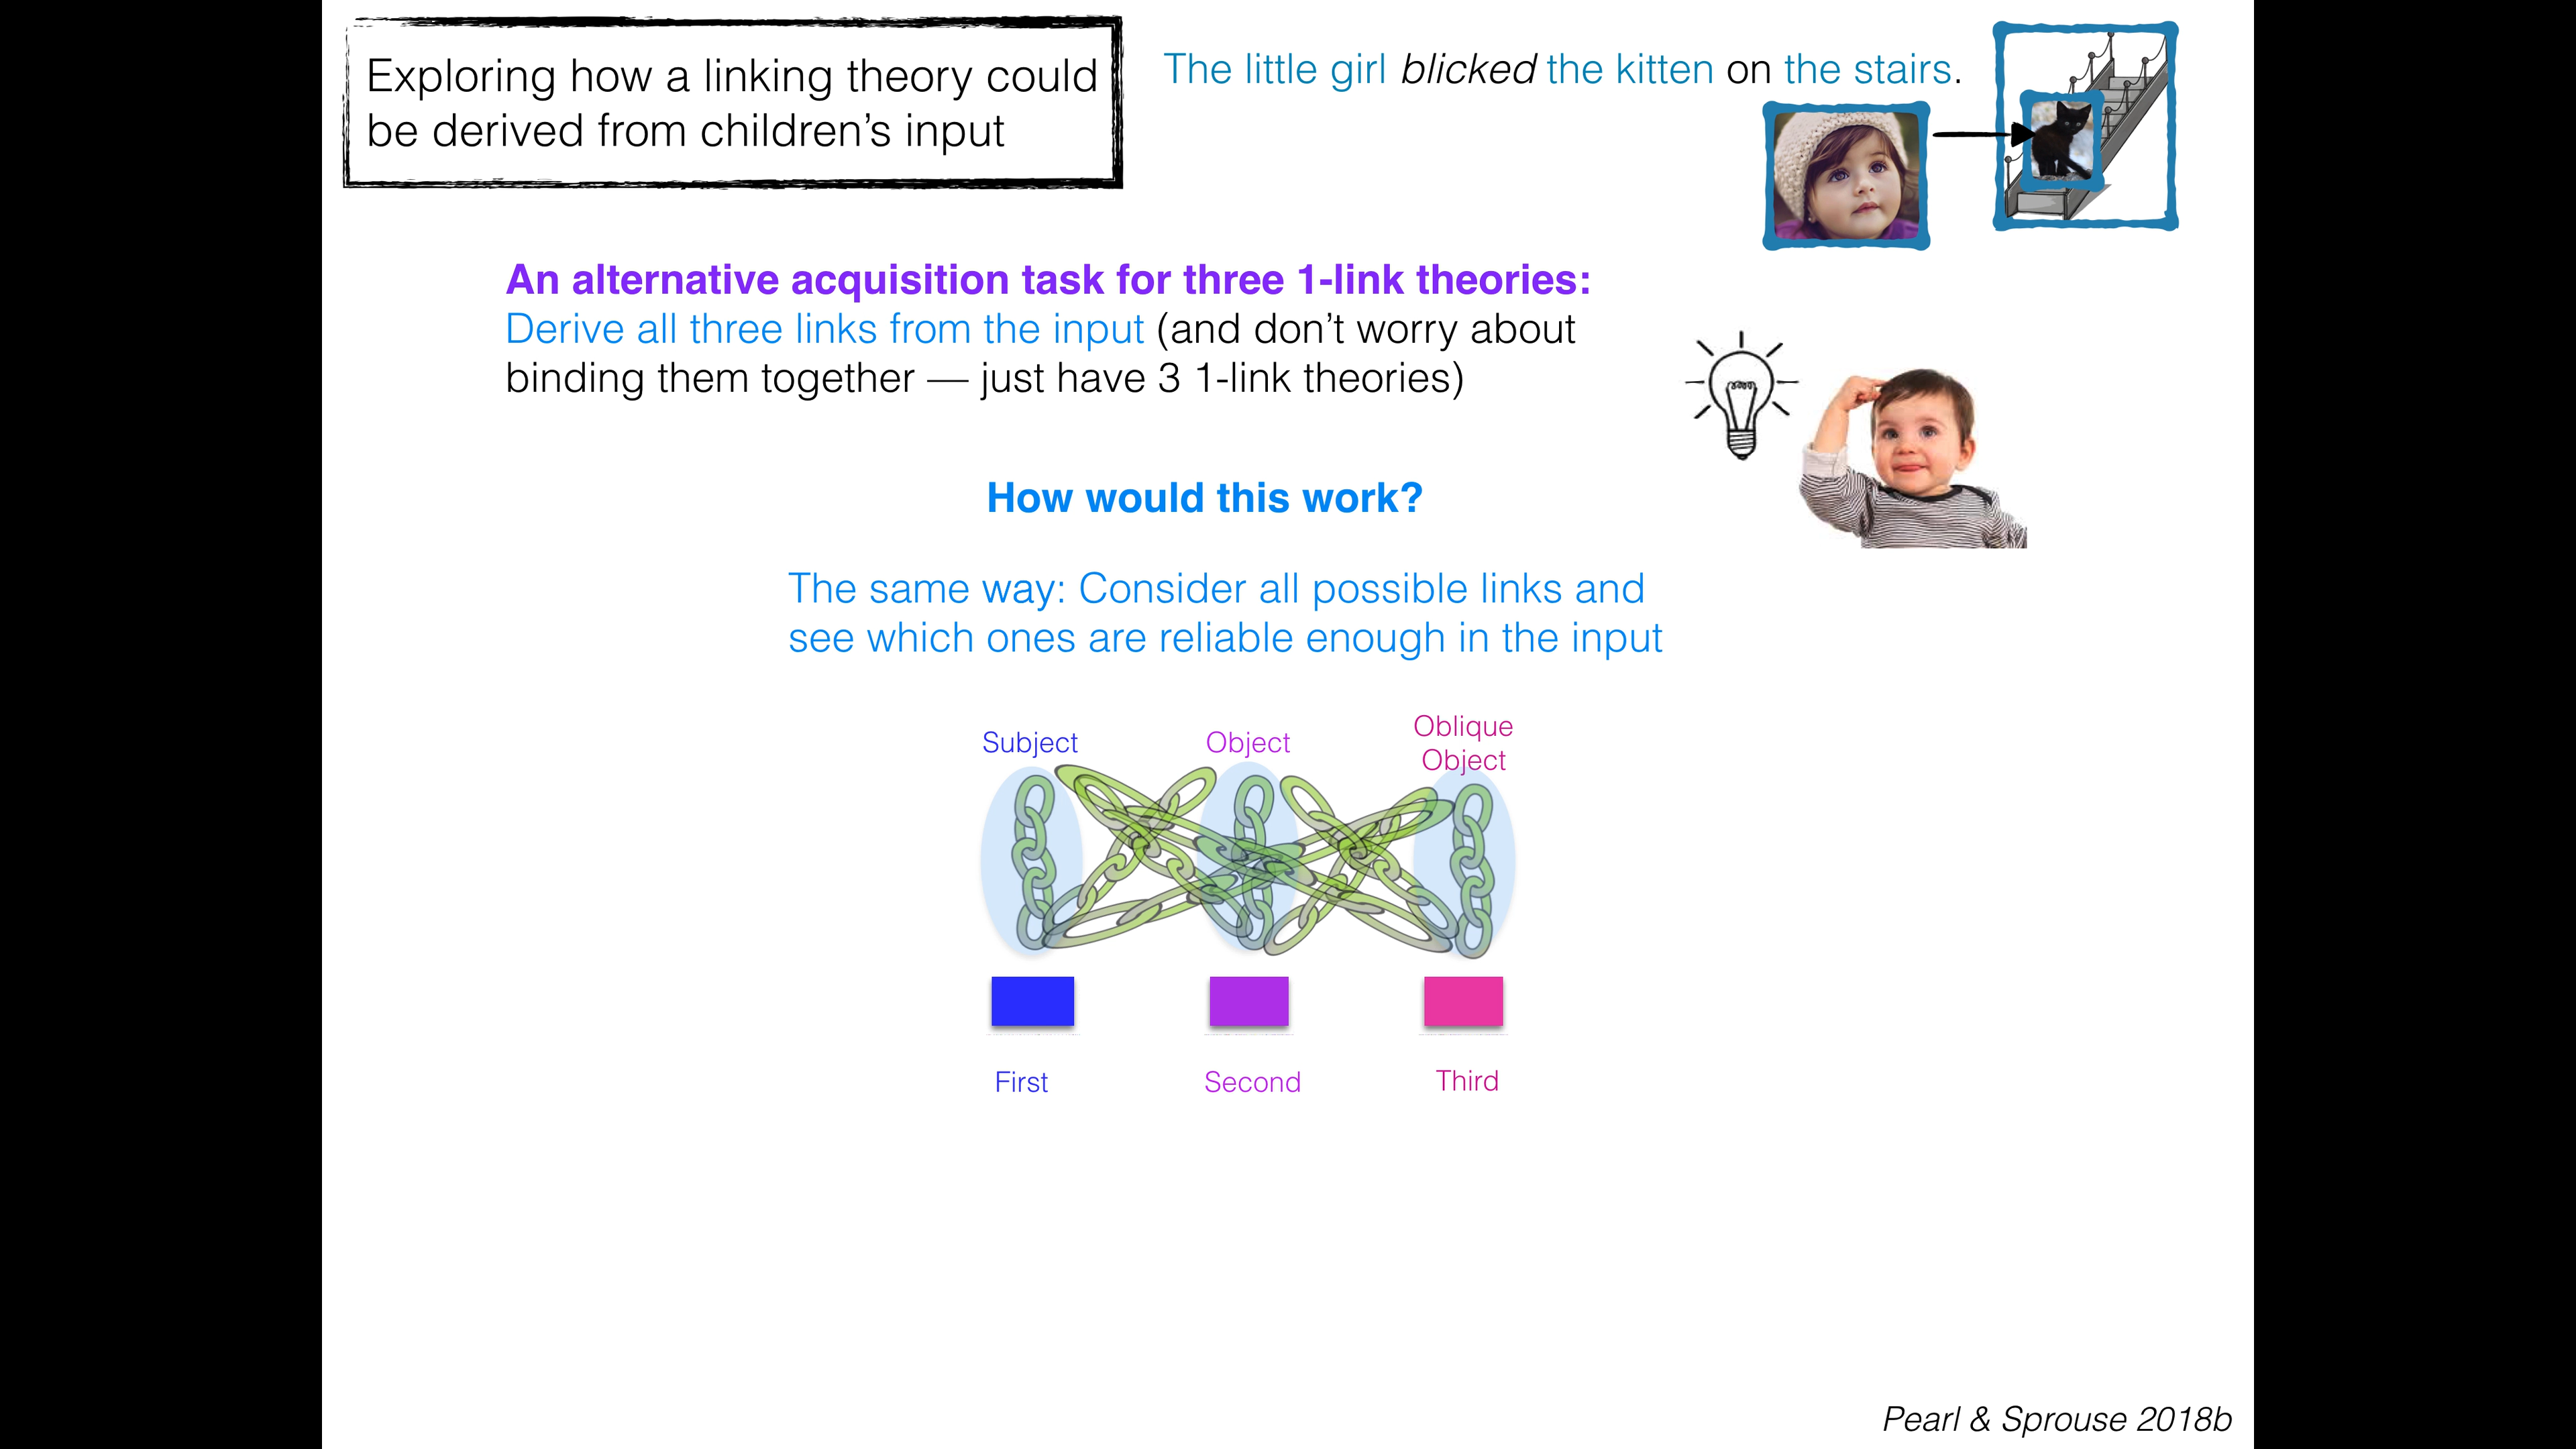 Exploring how a linking theory could
be derived from children's input
The little girl blicked the kitten on the stairs.
An alternative acquisition task for three 1-link theories:
Derive all three links from the input (and don't worry about
binding them together — just have 3 1-link theories)
How would this work?
The same way: Consider all possible links and
see which ones are reliable enough in the input
Subject
Object
Oblique
Object
First
Second
Third
Pearl & Sprouse 2018b